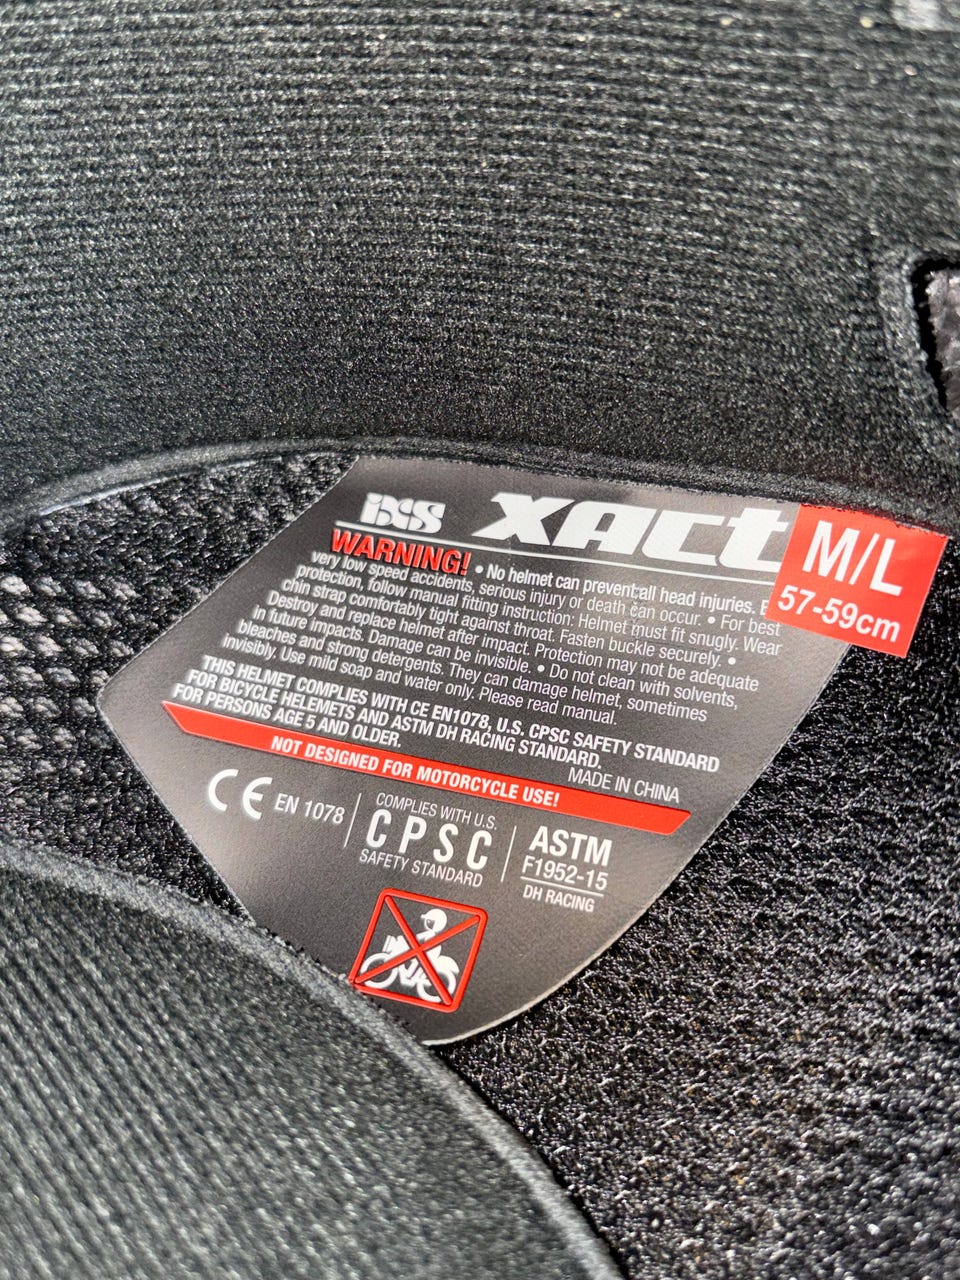 iXS XACT
M/L
57-59cm
WARNING! • No helmet can prevent all head injuries.
very low speed accidents, serious injury or death can occur. • For best
protection, follow manual fitting instruction: Helmet must fit snugly. Wear
chin strap comfortably tight against throat. Fasten buckle securely. •
Destroy and replace helmet after impact. Protection may not be adequate
in future impacts. Damage can be invisible. • Do not clean with solvents,
bleaches and strong detergents. They can damage helmet, sometimes
invisibly. Use mild soap and water only. Please read manual.
THIS HELMET COMPLIES WITH CE EN1078, U.S. CPSC SAFETY STANDARD
FOR BICYCLE HELEMETS AND ASTM DH RACING STANDARD.
FOR PERSONS AGE 5 AND OLDER.
MADE IN CHINA
NOT DESIGNED FOR MOTORCYCLE USE!
CE EN 1078
COMPLIES WITH U.S.
CPSC
SAFETY STANDARD
ASTM
F1952-15
DH RACING